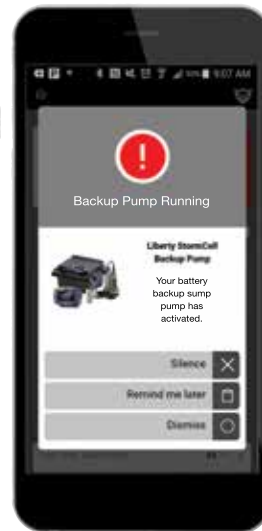 9:07 AM
Backup Pump Running
Liberty StormCell
Backup Pump
Your battery
backup sump
pump has
activated.
Silence
Remind me later
Dismiss